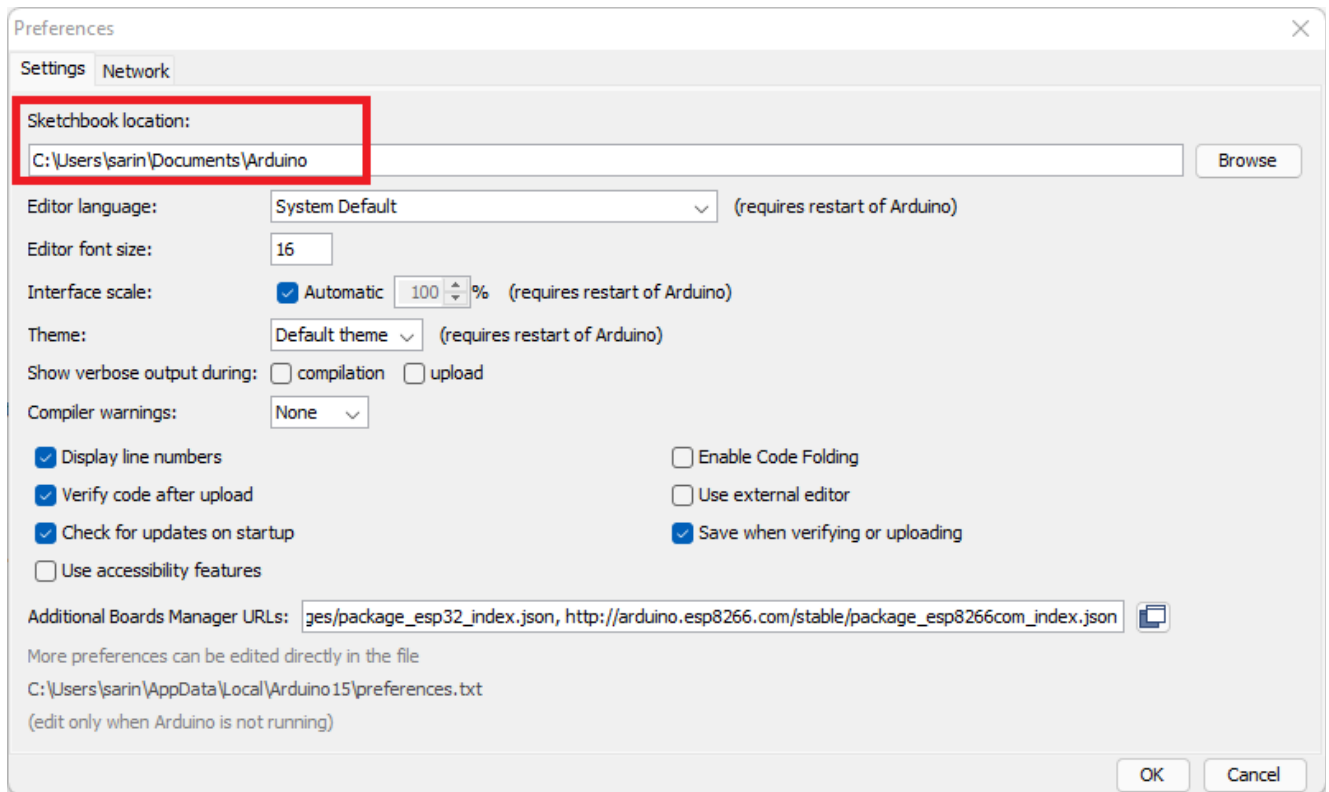 Preferences
Settings Network
Sketchbook location:
C:\Users\sarin\Documents\Arduino Browse
Editor language: System Default (requires restart of Arduino)
Editor font size: 16
Interface scale: Automatic 100 % (requires restart of Arduino)
Theme: Default theme (requires restart of Arduino)
Show verbose output during: compilation upload
Compiler warnings: None
Display line numbers Enable Code Folding
Verify code after upload Use external editor
Check for updates on startup Save when verifying or uploading
Use accessibility features
Additional Boards Manager URLs: ges/package_esp32_index.json, http://arduino.esp8266.com/stable/package_esp8266com_index.json
More preferences can be edited directly in the file
C:\Users\sarin\AppData\Local\Arduino15\preferences.txt
(edit only when Arduino is not running)
OK Cancel